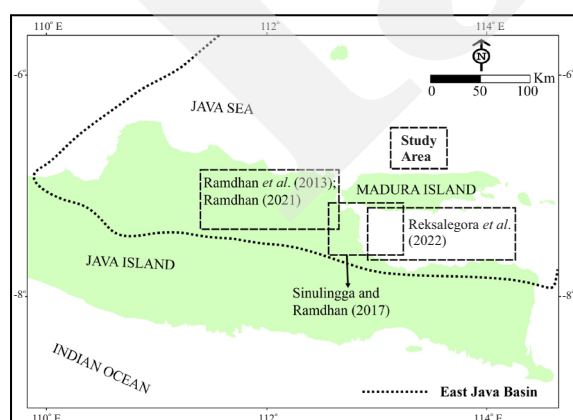 110° E
112°
114° E
-6°
N
Km
0
50
100
JAVA SEA
Study
Area
Ramdhan et al. (2013);
Ramdhan (2021)
MADURA ISLAND
Reksalegora et al.
(2022)
JAVA ISLAND
-8°
-8°
Sinulingga and
Ramdhan (2017)
INDIAN OCEAN
East Java Basin
110° E
112°
114° E